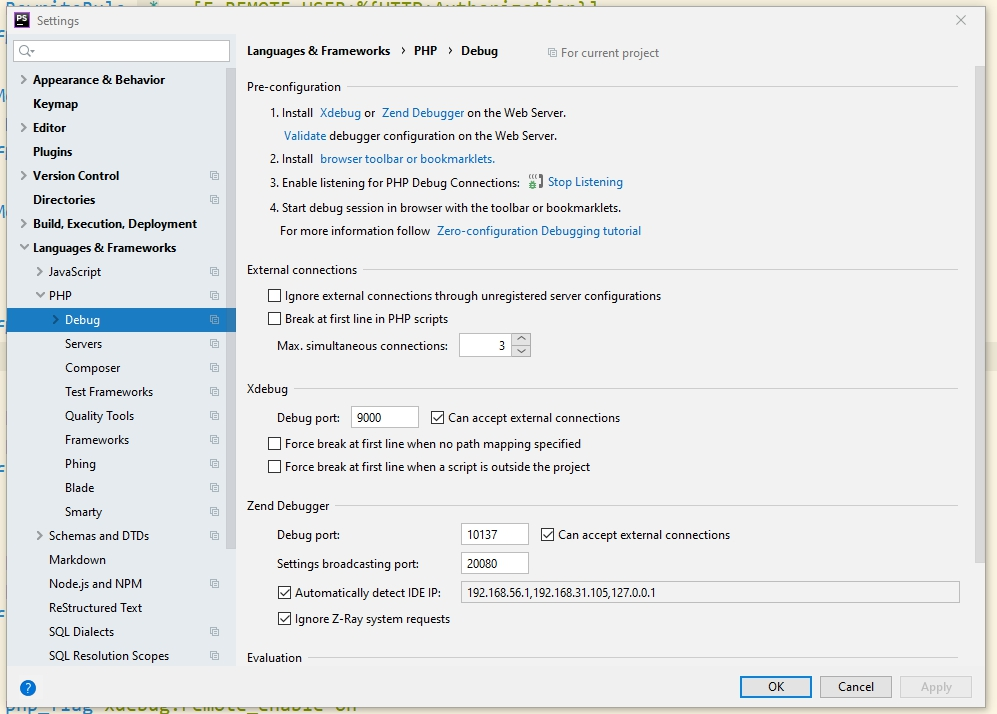 RewriteRule .* - [E=REMOTE_USER:%{HTTP:Authorization}]
PS Settings
Languages & Frameworks › PHP › Debug For current project
Appearance & Behavior
Keymap
Editor
Plugins
Version Control
Directories
Build, Execution, Deployment
Languages & Frameworks
JavaScript
PHP
Debug
Servers
Composer
Test Frameworks
Quality Tools
Frameworks
Phing
Blade
Smarty
Schemas and DTDs
Markdown
Node.js and NPM
ReStructured Text
SQL Dialects
SQL Resolution Scopes
Pre-configuration
1. Install Xdebug or Zend Debugger on the Web Server.
Validate debugger configuration on the Web Server.
2. Install browser toolbar or bookmarklets.
3. Enable listening for PHP Debug Connections: Stop Listening
4. Start debug session in browser with the toolbar or bookmarklets.
For more information follow Zero-configuration Debugging tutorial
External connections
Ignore external connections through unregistered server configurations
Break at first line in PHP scripts
Max. simultaneous connections: 3
Xdebug
Debug port: 9000 Can accept external connections
Force break at first line when no path mapping specified
Force break at first line when a script is outside the project
Zend Debugger
Debug port: 10137 Can accept external connections
Settings broadcasting port: 20080
Automatically detect IDE IP: 192.168.56.1,192.168.31.105,127.0.0.1
Ignore Z-Ray system requests
Evaluation
? OK Cancel Apply
php_flag xdebug.remote_enable on